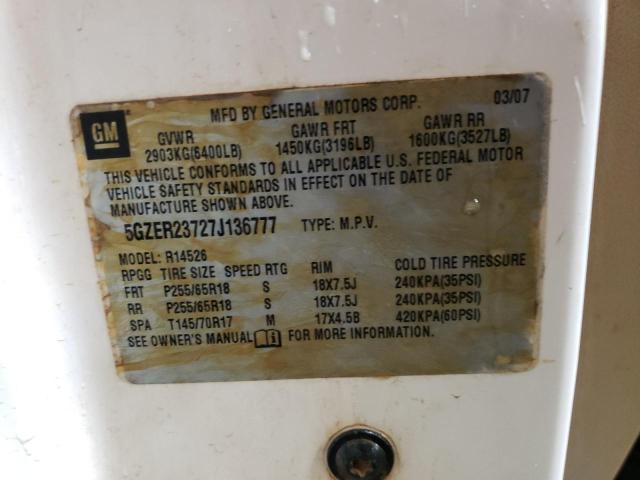 MFD BY GENERAL MOTORS CORP. 03/07
GM
GVWR GAWR FRT GAWR RR
2903KG(6400LB) 1450KG(3196LB) 1600KG(3527LB)
THIS VEHICLE CONFORMS TO ALL APPLICABLE U.S. FEDERAL MOTOR
VEHICLE SAFETY STANDARDS IN EFFECT ON THE DATE OF
MANUFACTURE SHOWN ABOVE.
5GZER23727J136777 TYPE: M.P.V.
MODEL: R14526
RPGG TIRE SIZE SPEED RTG RIM COLD TIRE PRESSURE
FRT P255/65R18 S 18X7.5J 240KPA(35PSI)
RR P255/65R18 S 18X7.5J 240KPA(35PSI)
SPA T145/70R17 M 17X4.5B 420KPA(60PSI)
SEE OWNER'S MANUAL FOR MORE INFORMATION.